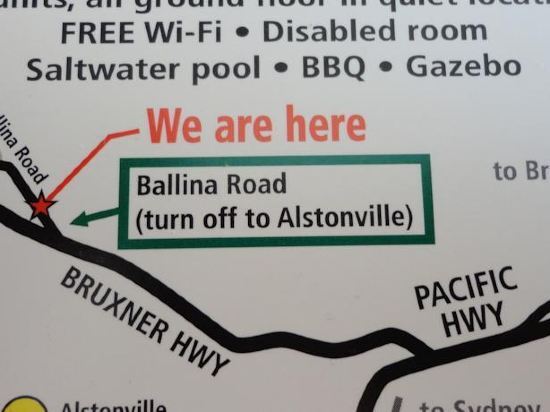 units, all ground floor in quiet locati
FREE Wi-Fi • Disabled room
Saltwater pool • BBQ • Gazebo
We are here
llina Road
Ballina Road
(turn off to Alstonville)
to Br
BRUXNER HWY
PACIFIC
HWY
Alstonville
to Sydney